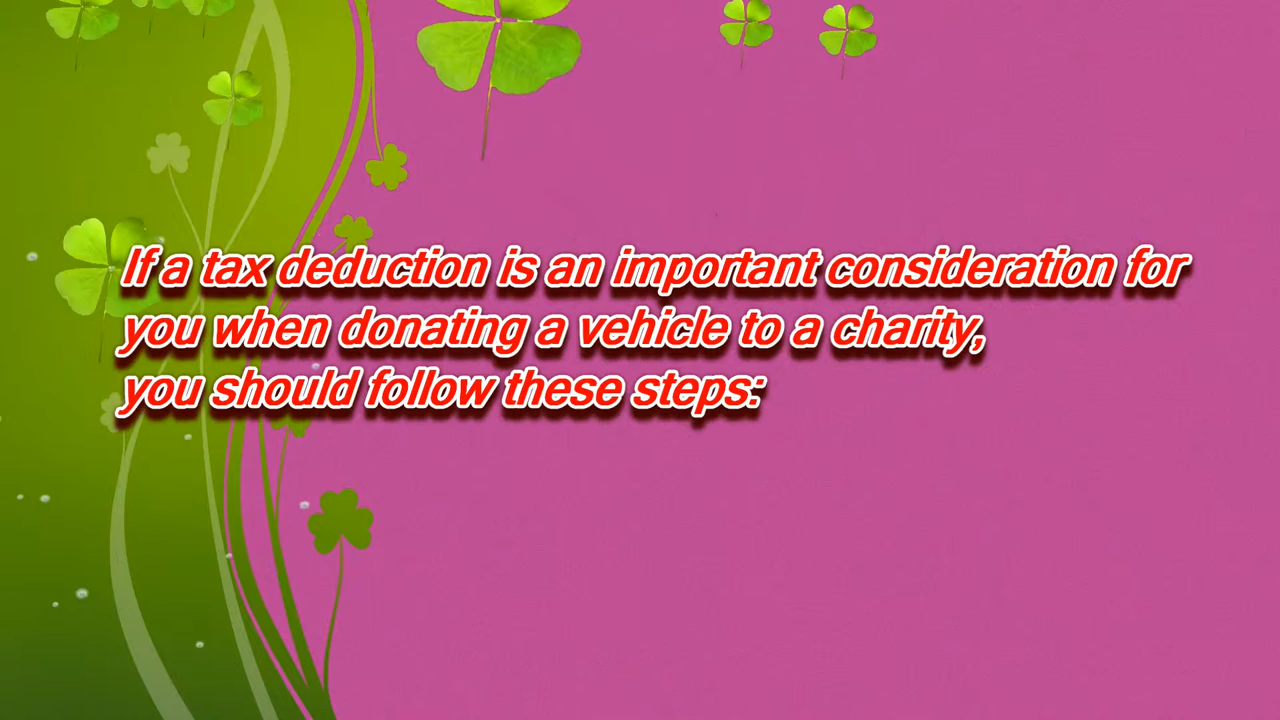 If a tax deduction is an important consideration for
you when donating a vehicle to a charity,
you should follow these steps: